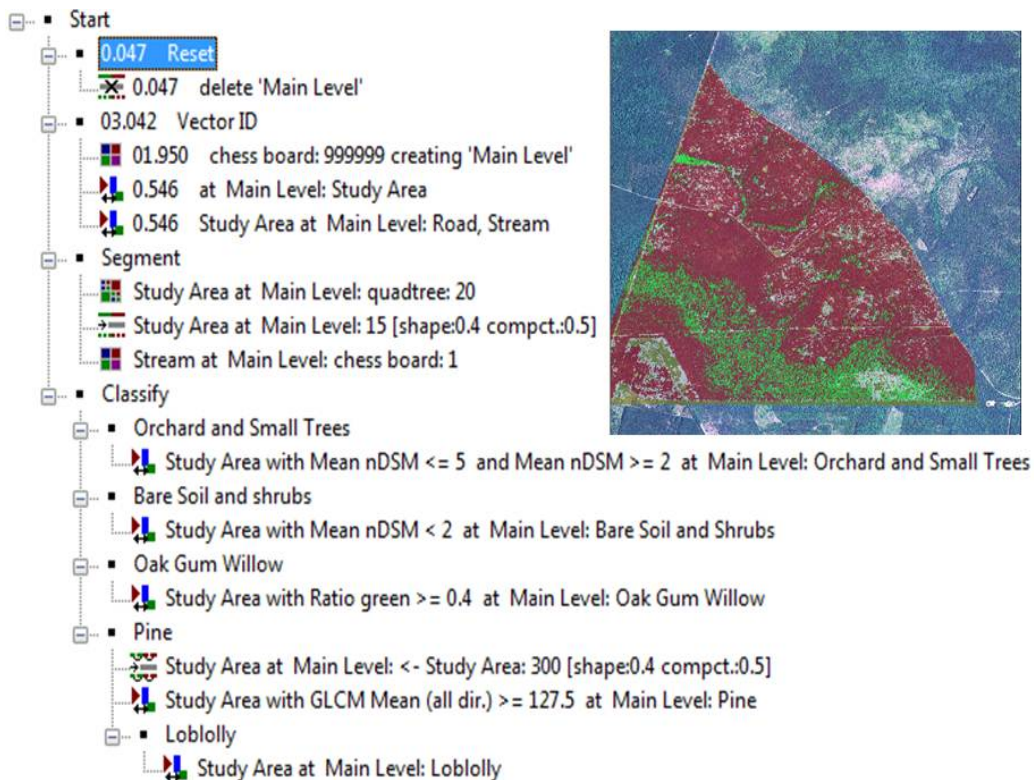 Start
0.047 Reset
0.047 delete 'Main Level'
03.042 Vector ID
01.950 chess board: 999999 creating 'Main Level'
0.546 at Main Level: Study Area
0.546 Study Area at Main Level: Road, Stream
Segment
Study Area at Main Level: quadtree: 20
Study Area at Main Level: 15 [shape:0.4 compct.:0.5]
Stream at Main Level: chess board: 1
Classify
Orchard and Small Trees
Study Area with Mean nDSM <= 5 and Mean nDSM >= 2 at Main Level: Orchard and Small Trees
Bare Soil and shrubs
Study Area with Mean nDSM < 2 at Main Level: Bare Soil and Shrubs
Oak Gum Willow
Study Area with Ratio green >= 0.4 at Main Level: Oak Gum Willow
Pine
Study Area at Main Level: <- Study Area: 300 [shape:0.4 compct.:0.5]
Study Area with GLCM Mean (all dir.) >= 127.5 at Main Level: Pine
Loblolly
Study Area at Main Level: Loblolly